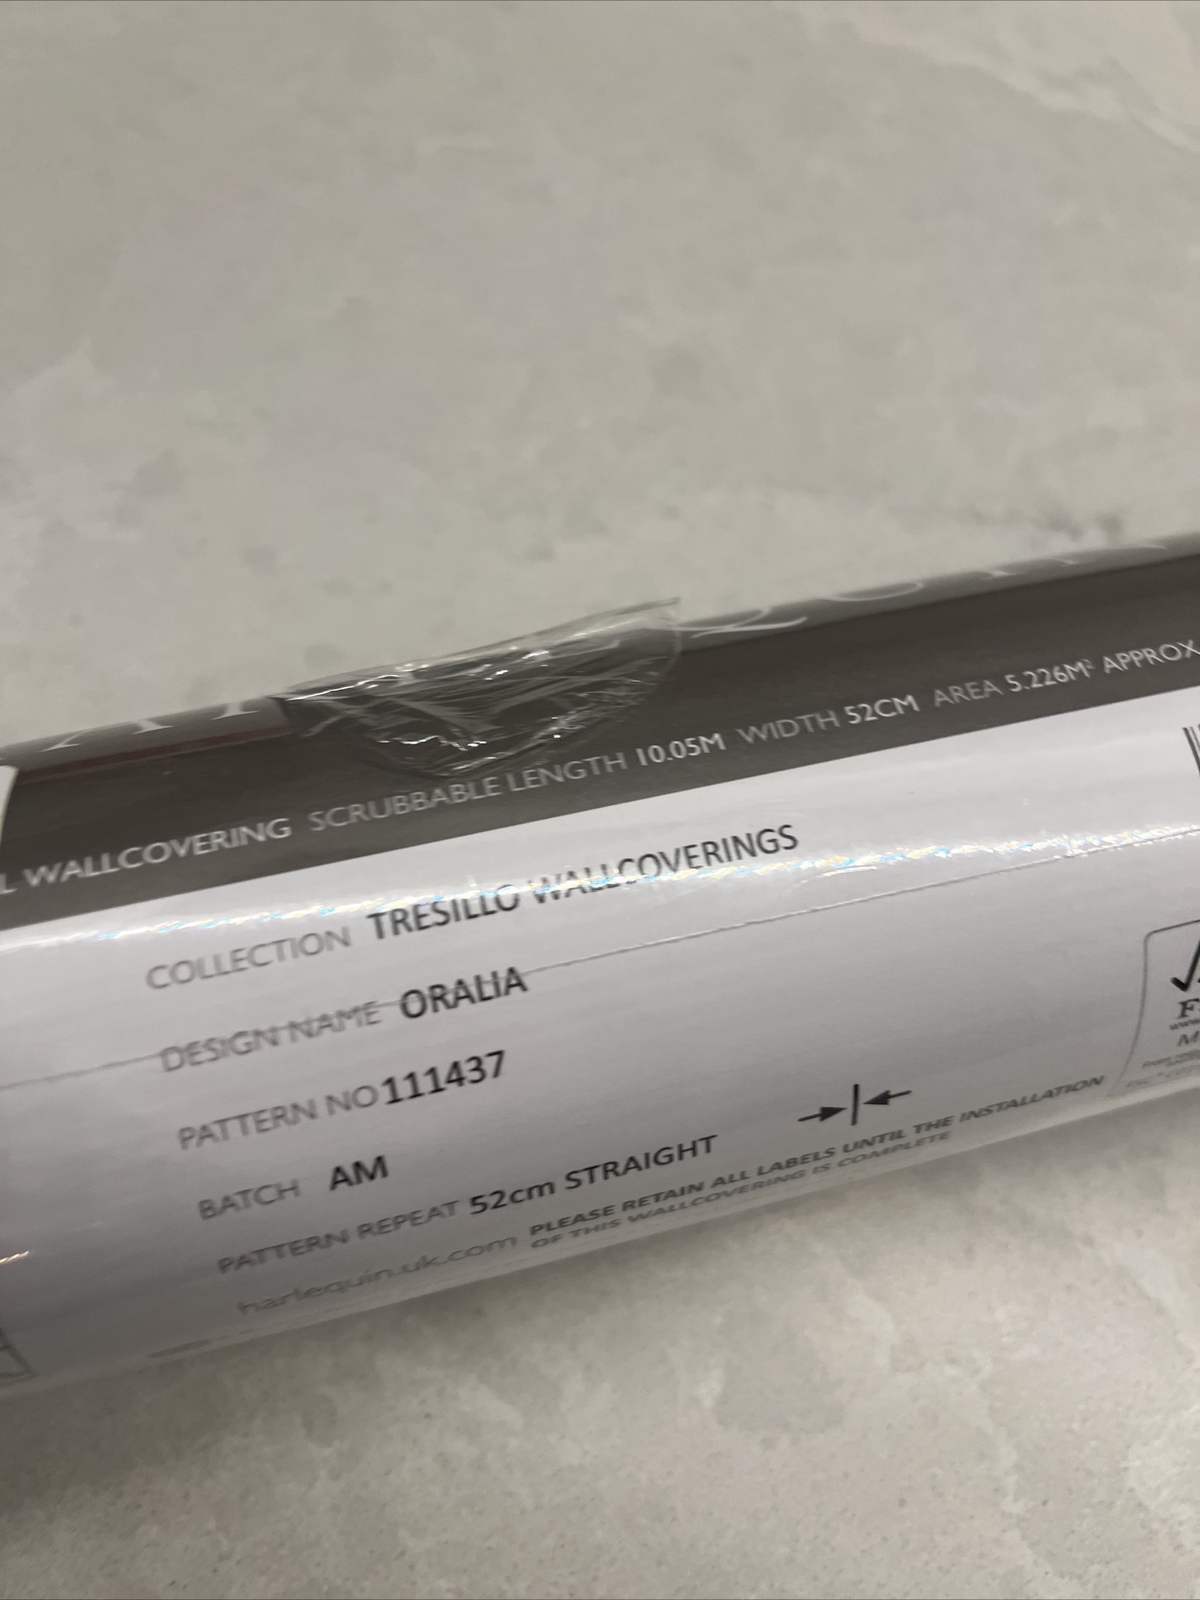 L WALLCOVERING SCRUBBABLE LENGTH 10.05M WIDTH 52CM AREA 5.226M² APPROX
COLLECTION TRESILLO WALLCOVERINGS
DESIGN NAME ORALIA
PATTERN NO 111437
BATCH AM
PATTERN REPEAT 52cm STRAIGHT
harlequin.uk.com PLEASE RETAIN ALL LABELS UNTIL THE INSTALLATION
OF THIS WALLCOVERING IS COMPLETE